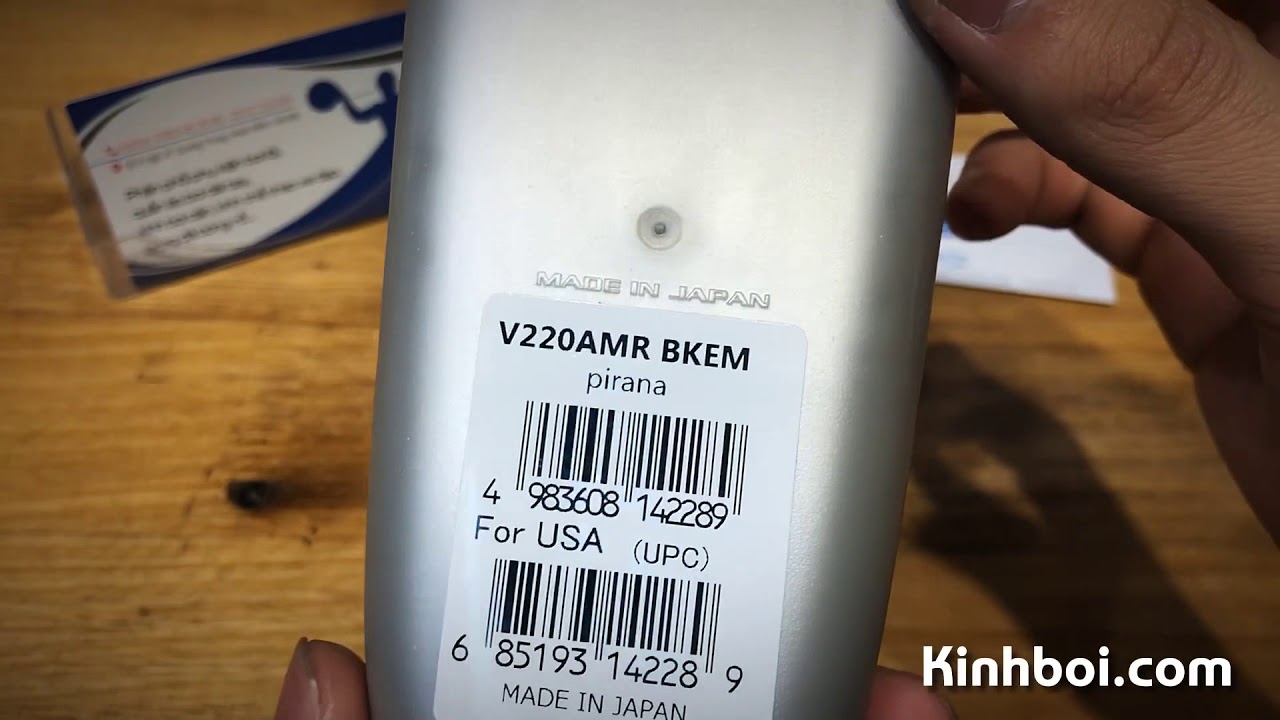 MADE IN JAPAN
V220AMR BKEM
pirana
4 983608 142289
For USA (UPC)
6 85193 14228 9
MADE IN JAPAN
Kinhboi.com